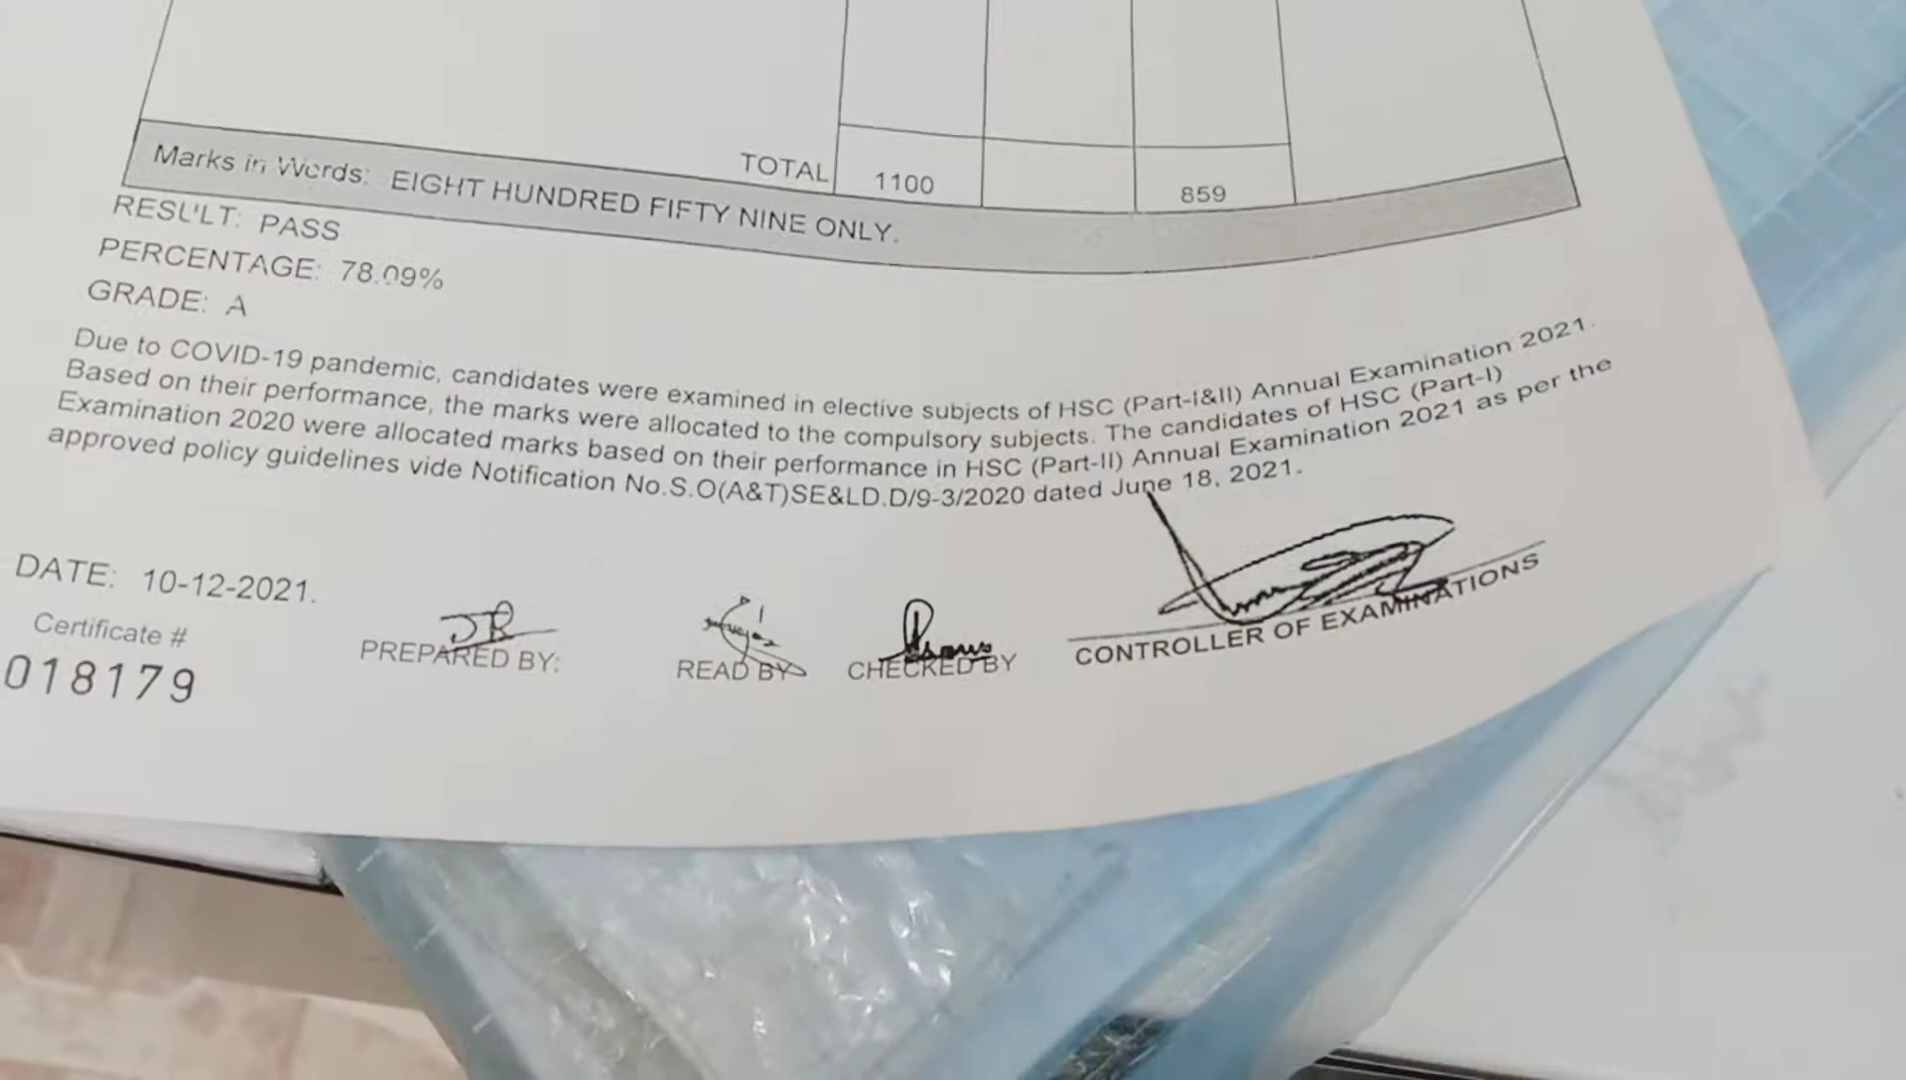 TOTAL 1100 859
Marks in Words: EIGHT HUNDRED FIFTY NINE ONLY.
RESULT: PASS
PERCENTAGE: 78.09%
GRADE: A
Due to COVID-19 pandemic, candidates were examined in elective subjects of HSC (Part-I&II) Annual Examination 2021.
Based on their performance, the marks were allocated to the compulsory subjects. The candidates of HSC (Part-I)
Examination 2020 were allocated marks based on their performance in HSC (Part-II) Annual Examination 2021 as per the
approved policy guidelines vide Notification No.S.O(A&T)SE&LD.D/9-3/2020 dated June 18, 2021.
DATE: 10-12-2021.
Certificate #
018179
PREPARED BY:
READ BY
CHECKED BY
CONTROLLER OF EXAMINATIONS